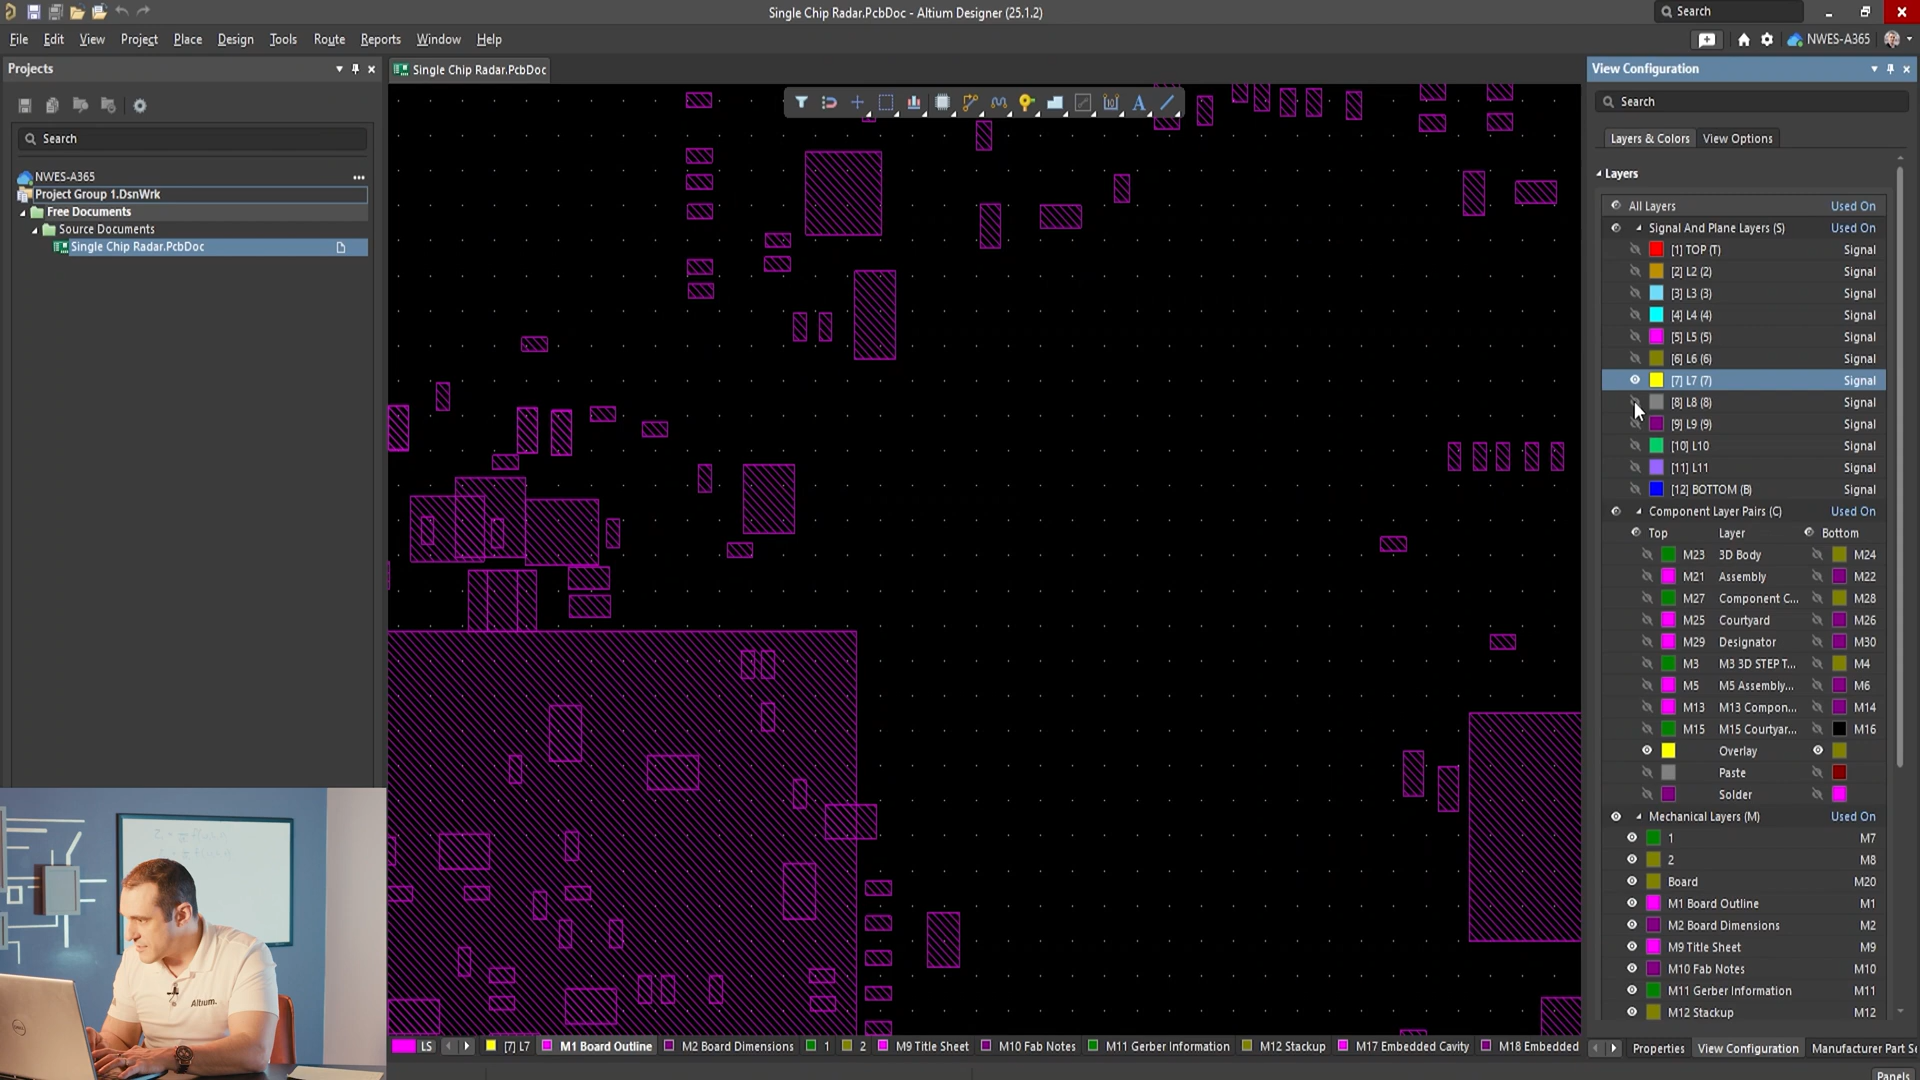 Single Chip Radar.PcbDoc - Altium Designer (25.1.2)
Search
File Edit View Project Place Design Tools Route Reports Window Help
NWES-A365
Projects
Single Chip Radar.PcbDoc
View Configuration
Search
Search
Layers & Colors View Options
NWES-A365
Project Group 1.DsnWrk
Free Documents
Source Documents
Single Chip Radar.PcbDoc
Layers
All Layers Used On
Signal And Plane Layers (S) Used On
[1] TOP (T) Signal
[2] L2 (2) Signal
[3] L3 (3) Signal
[4] L4 (4) Signal
[5] L5 (5) Signal
[6] L6 (6) Signal
[7] L7 (7) Signal
[8] L8 (8) Signal
[9] L9 (9) Signal
[10] L10 Signal
[11] L11 Signal
[12] BOTTOM (B) Signal
Component Layer Pairs (C) Used On
Top Layer Bottom
M23 3D Body M24
M21 Assembly M22
M27 Component C... M28
M25 Courtyard M26
M29 Designator M30
M3 M3 3D STEP T... M4
M5 M5 Assembly... M6
M13 M13 Compon... M14
M15 M15 Courtyar... M16
Overlay
Paste
Solder
Mechanical Layers (M) Used On
1 M7
2 M8
Board M20
M1 Board Outline M1
M2 Board Dimensions M2
M9 Title Sheet M9
M10 Fab Notes M10
M11 Gerber Information M11
M12 Stackup M12
Altium.
LS [7] L7 M1 Board Outline M2 Board Dimensions 1 2 M9 Title Sheet M10 Fab Notes M11 Gerber Information M12 Stackup M17 Embedded Cavity M18 Embedded
Properties View Configuration Manufacturer Part Se
Panels